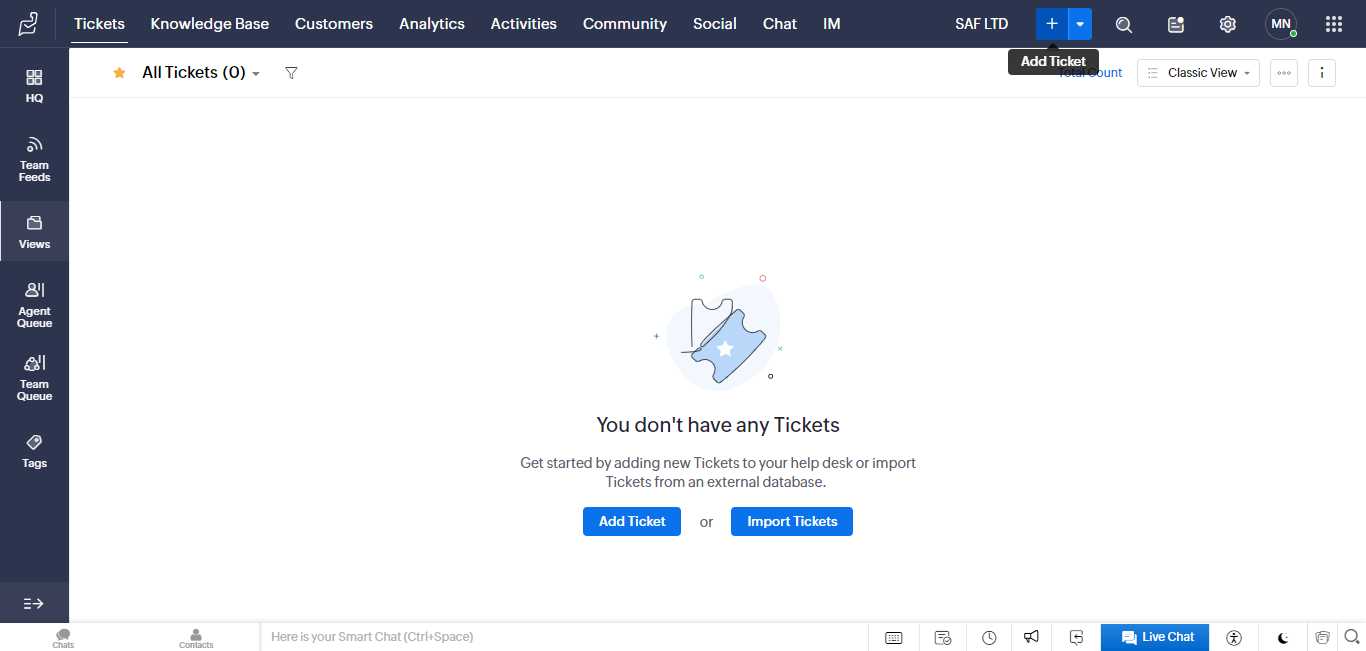 Tickets Knowledge Base Customers Analytics Activities Community Social Chat IM SAF LTD MN
Add Ticket
HQ
Team
Feeds
Views
Agent
Queue
Team
Queue
Tags
All Tickets (0)
Total Count
Classic View
You don't have any Tickets
Get started by adding new Tickets to your help desk or import
Tickets from an external database.
Add Ticket or Import Tickets
Chats Contacts Here is your Smart Chat (Ctrl+Space) Live Chat